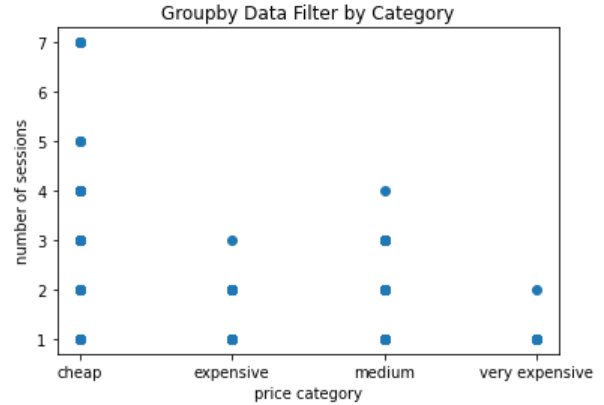 Groupby Data Filter by Category
number of sessions
7
6
5
4
3
2
1
cheap expensive medium very expensive
price category